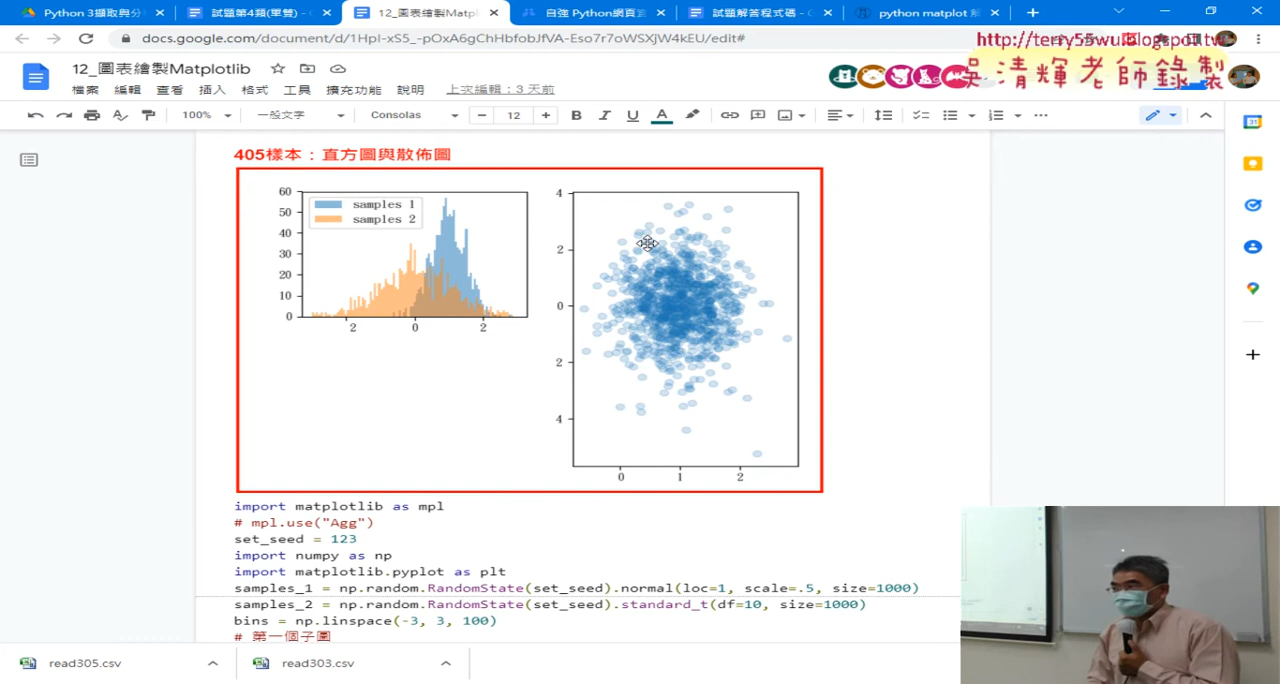 Python 3擷取與分
試題第4類(單雙) -
12_圖表繪製Matpl
自強 Python網頁
試題解答程式碼 -
python matplot
docs.google.com/document/d/1HpI-xS5_-pOxA6gChHbfobJfVA-Eso7r7oWSXjW4kEU/edit#
http://terry55wu.blogspot.tw
吳清輝老師錄製
12_圖表繪製Matplotlib
檔案 編輯 查看 插入 格式 工具 擴充功能 說明 上次編輯：3 天前
100% 一般文字 Consolas 12 B I U A
31
405樣本：直方圖與散佈圖
60
50
40
30
20
10
0
samples 1
samples 2
2 0 2
4
2
0
2
4
0 1 2
import matplotlib as mpl
# mpl.use("Agg")
set_seed = 123
import numpy as np
import matplotlib.pyplot as plt
samples_1 = np.random.RandomState(set_seed).normal(loc=1, scale=.5, size=1000)
samples_2 = np.random.RandomState(set_seed).standard_t(df=10, size=1000)
bins = np.linspace(-3, 3, 100)
# 第一個子圖
read305.csv
read303.csv